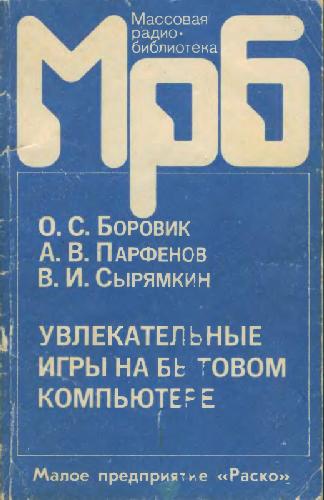 Массовая
радио-
библиотека
Мрб
О. С. Боровик
А. В. Парфенов
В. И. Сырямкин
УВЛЕКАТЕЛЬНЫЕ
ИГРЫ НА БЫТОВОМ
КОМПЬЮТЕРЕ
Малое предприятие «Раско»